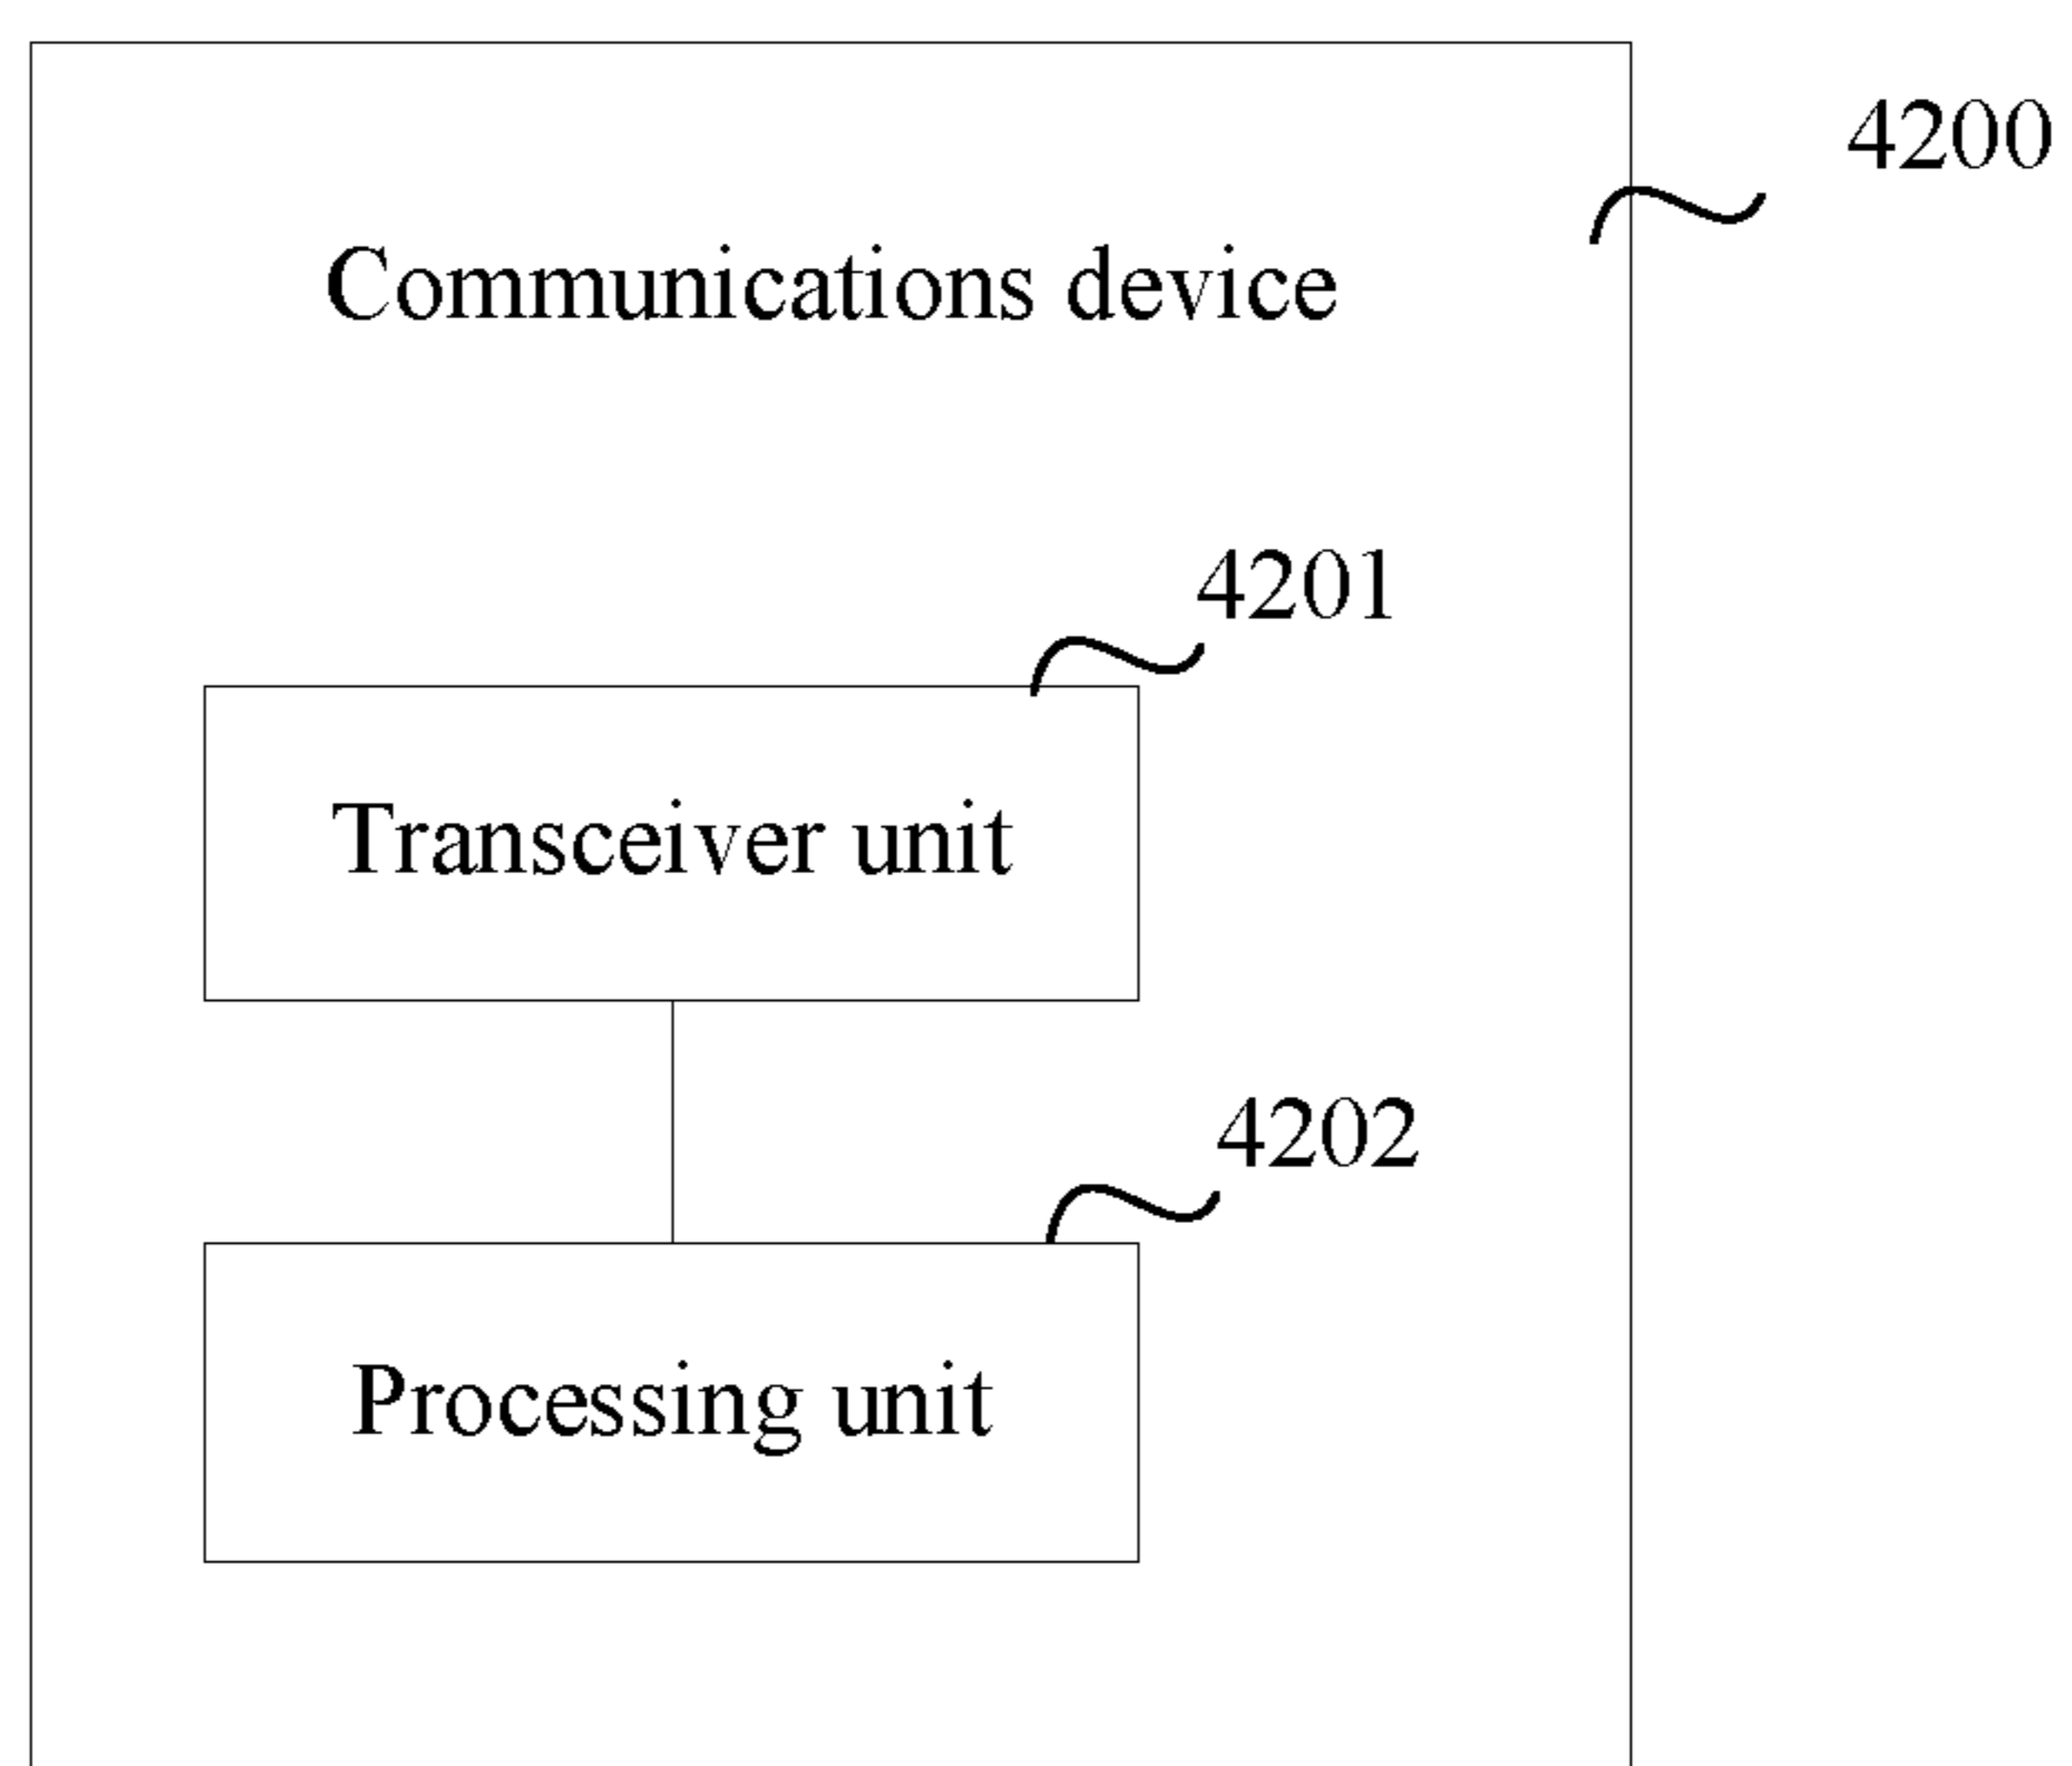 4200
Communications device
4201
Transceiver unit
4202
Processing unit